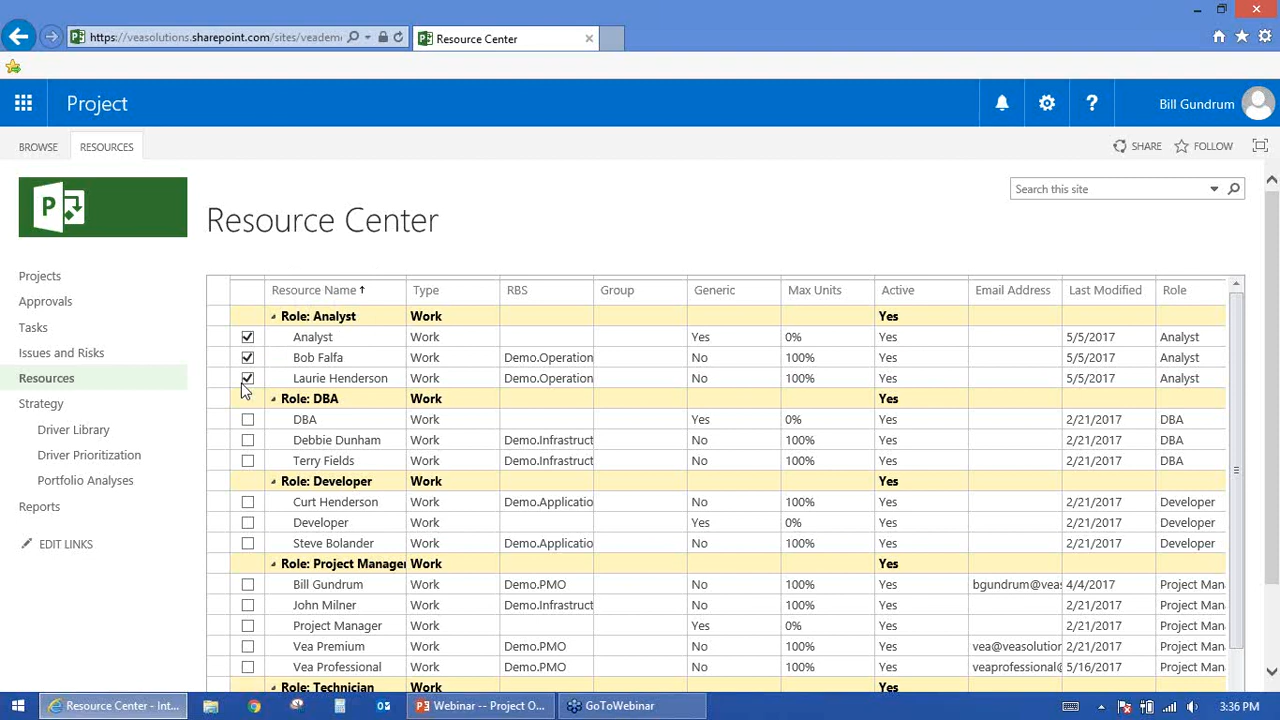 https://veasolutions.sharepoint.com/sites/veademo
Resource Center
Project
Bill Gundrum
BROWSE RESOURCES
SHARE FOLLOW
P
Resource Center
Search this site
Projects
Approvals
Tasks
Issues and Risks
Resources
Strategy
Driver Library
Driver Prioritization
Portfolio Analyses
Reports
EDIT LINKS
Resource Name Type RBS Group Generic Max Units Active Email Address Last Modified Role
Role: Analyst Work Yes
Analyst Work Yes 0% Yes 5/5/2017 Analyst
Bob Falfa Work Demo.Operation No 100% Yes 5/5/2017 Analyst
Laurie Henderson Work Demo.Operation No 100% Yes 5/5/2017 Analyst
Role: DBA Work Yes
DBA Work Yes 0% Yes 2/21/2017 DBA
Debbie Dunham Work Demo.Infrastruct No 100% Yes 2/21/2017 DBA
Terry Fields Work Demo.Infrastruct No 100% Yes 2/21/2017 DBA
Role: Developer Work Yes
Curt Henderson Work Demo.Applicatio No 100% Yes 2/21/2017 Developer
Developer Work Yes 0% Yes 2/21/2017 Developer
Steve Bolander Work Demo.Applicatio No 100% Yes 2/21/2017 Developer
Role: Project Manager Work Yes
Bill Gundrum Work Demo.PMO No 100% Yes bgundrum@veas 4/4/2017 Project Man
John Milner Work Demo.Infrastruct No 100% Yes 2/21/2017 Project Man
Project Manager Work Yes 0% Yes 2/21/2017 Project Man
Vea Premium Work Demo.PMO No 100% Yes vea@veasolution 2/21/2017 Project Man
Vea Professional Work Demo.PMO No 100% Yes veaprofessional@ 5/16/2017 Project Man
Role: Technician Work Yes
Resource Center - Int...
Webinar -- Project O...
GoToWebinar
3:36 PM